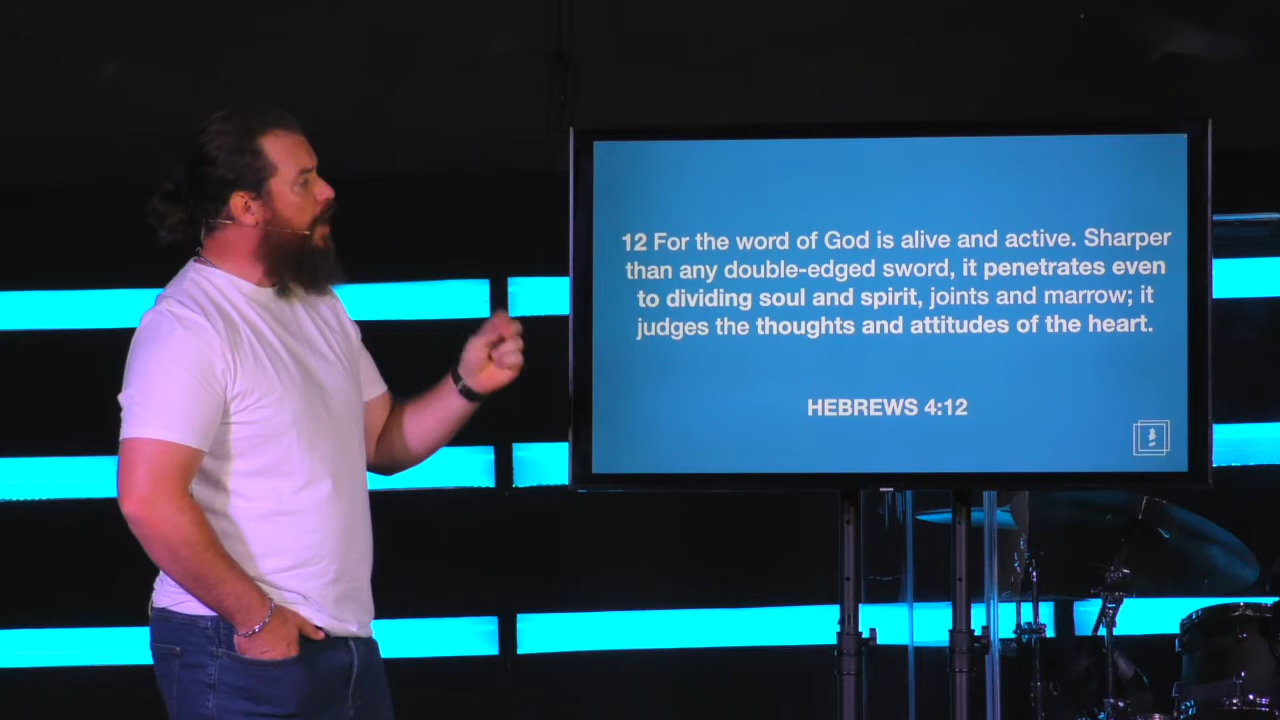 12 For the word of God is alive and active. Sharper
than any double-edged sword, it penetrates even
to dividing soul and spirit, joints and marrow; it
judges the thoughts and attitudes of the heart.
HEBREWS 4:12